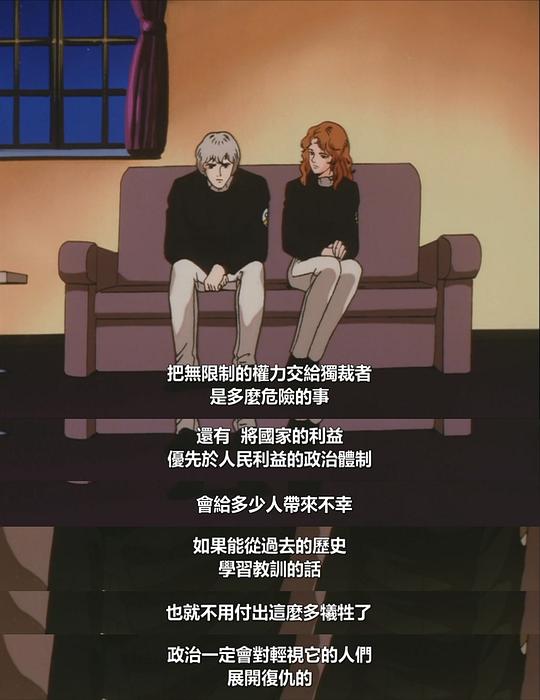 把無限制的權力交給獨裁者
是多麼危險的事
還有 將國家的利益
優先於人民利益的政治體制
會給多少人帶來不幸
如果能從過去的歷史
學習教訓的話
也就不用付出這麼多犧牲了
政治一定會對輕視它的人們
展開復仇的